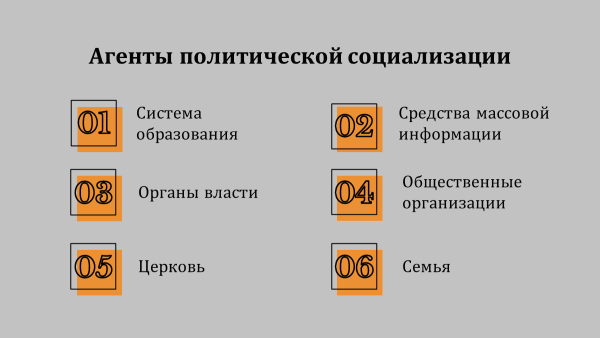 Агенты политической социализации
01
Система
образования
02
Средства массовой
информации
03
Органы власти
04
Общественные
организации
05
Церковь
06
Семья